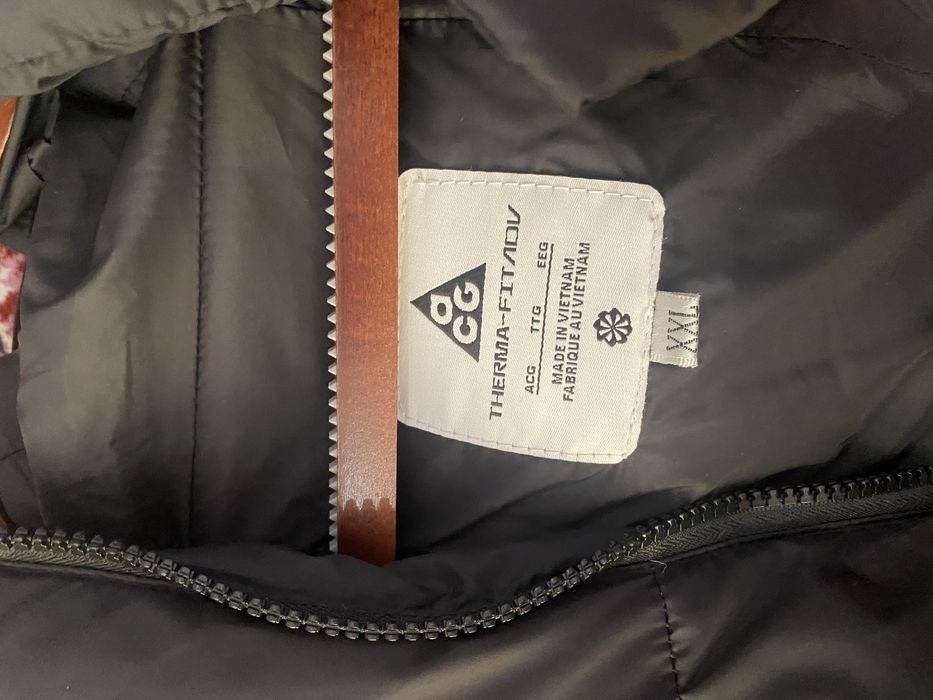 aCG
THERMA-FIT ADV
ACG TTG EEG
MADE IN VIETNAM
FABRIQUE AU VIETNAM
XXL